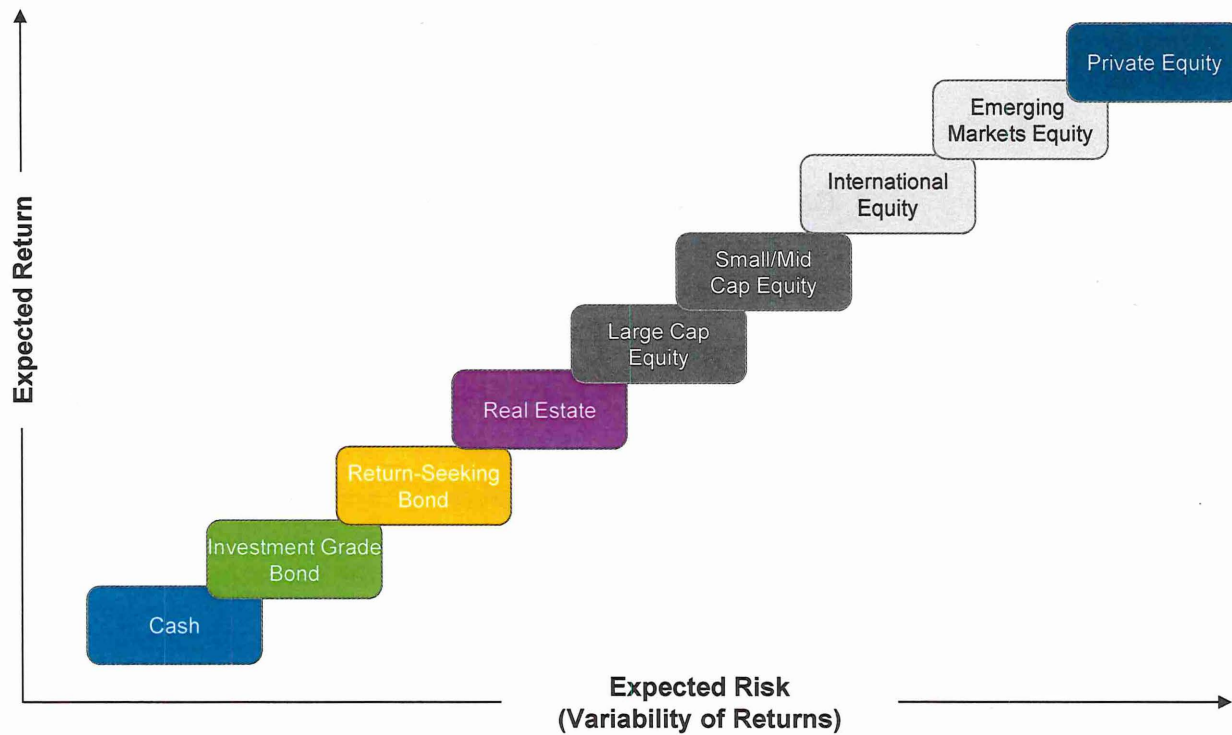 Private Equity
Emerging
Markets Equity
International
Equity
Small/Mid
Cap Equity
Large Cap
Equity
Real Estate
Return-Seeking
Bond
Investment Grade
Bond
Cash
Expected Return
Expected Risk
(Variability of Returns)